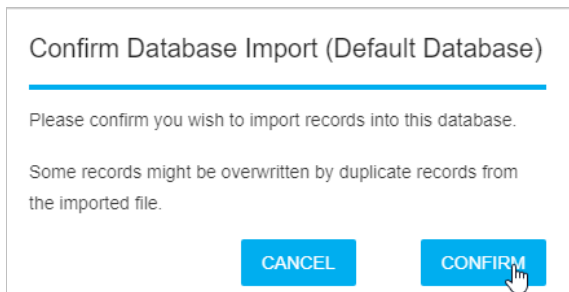 Confirm Database Import (Default Database)
Please confirm you wish to import records into this database.
Some records might be overwritten by duplicate records from
the imported file.
CANCEL
CONFIRM